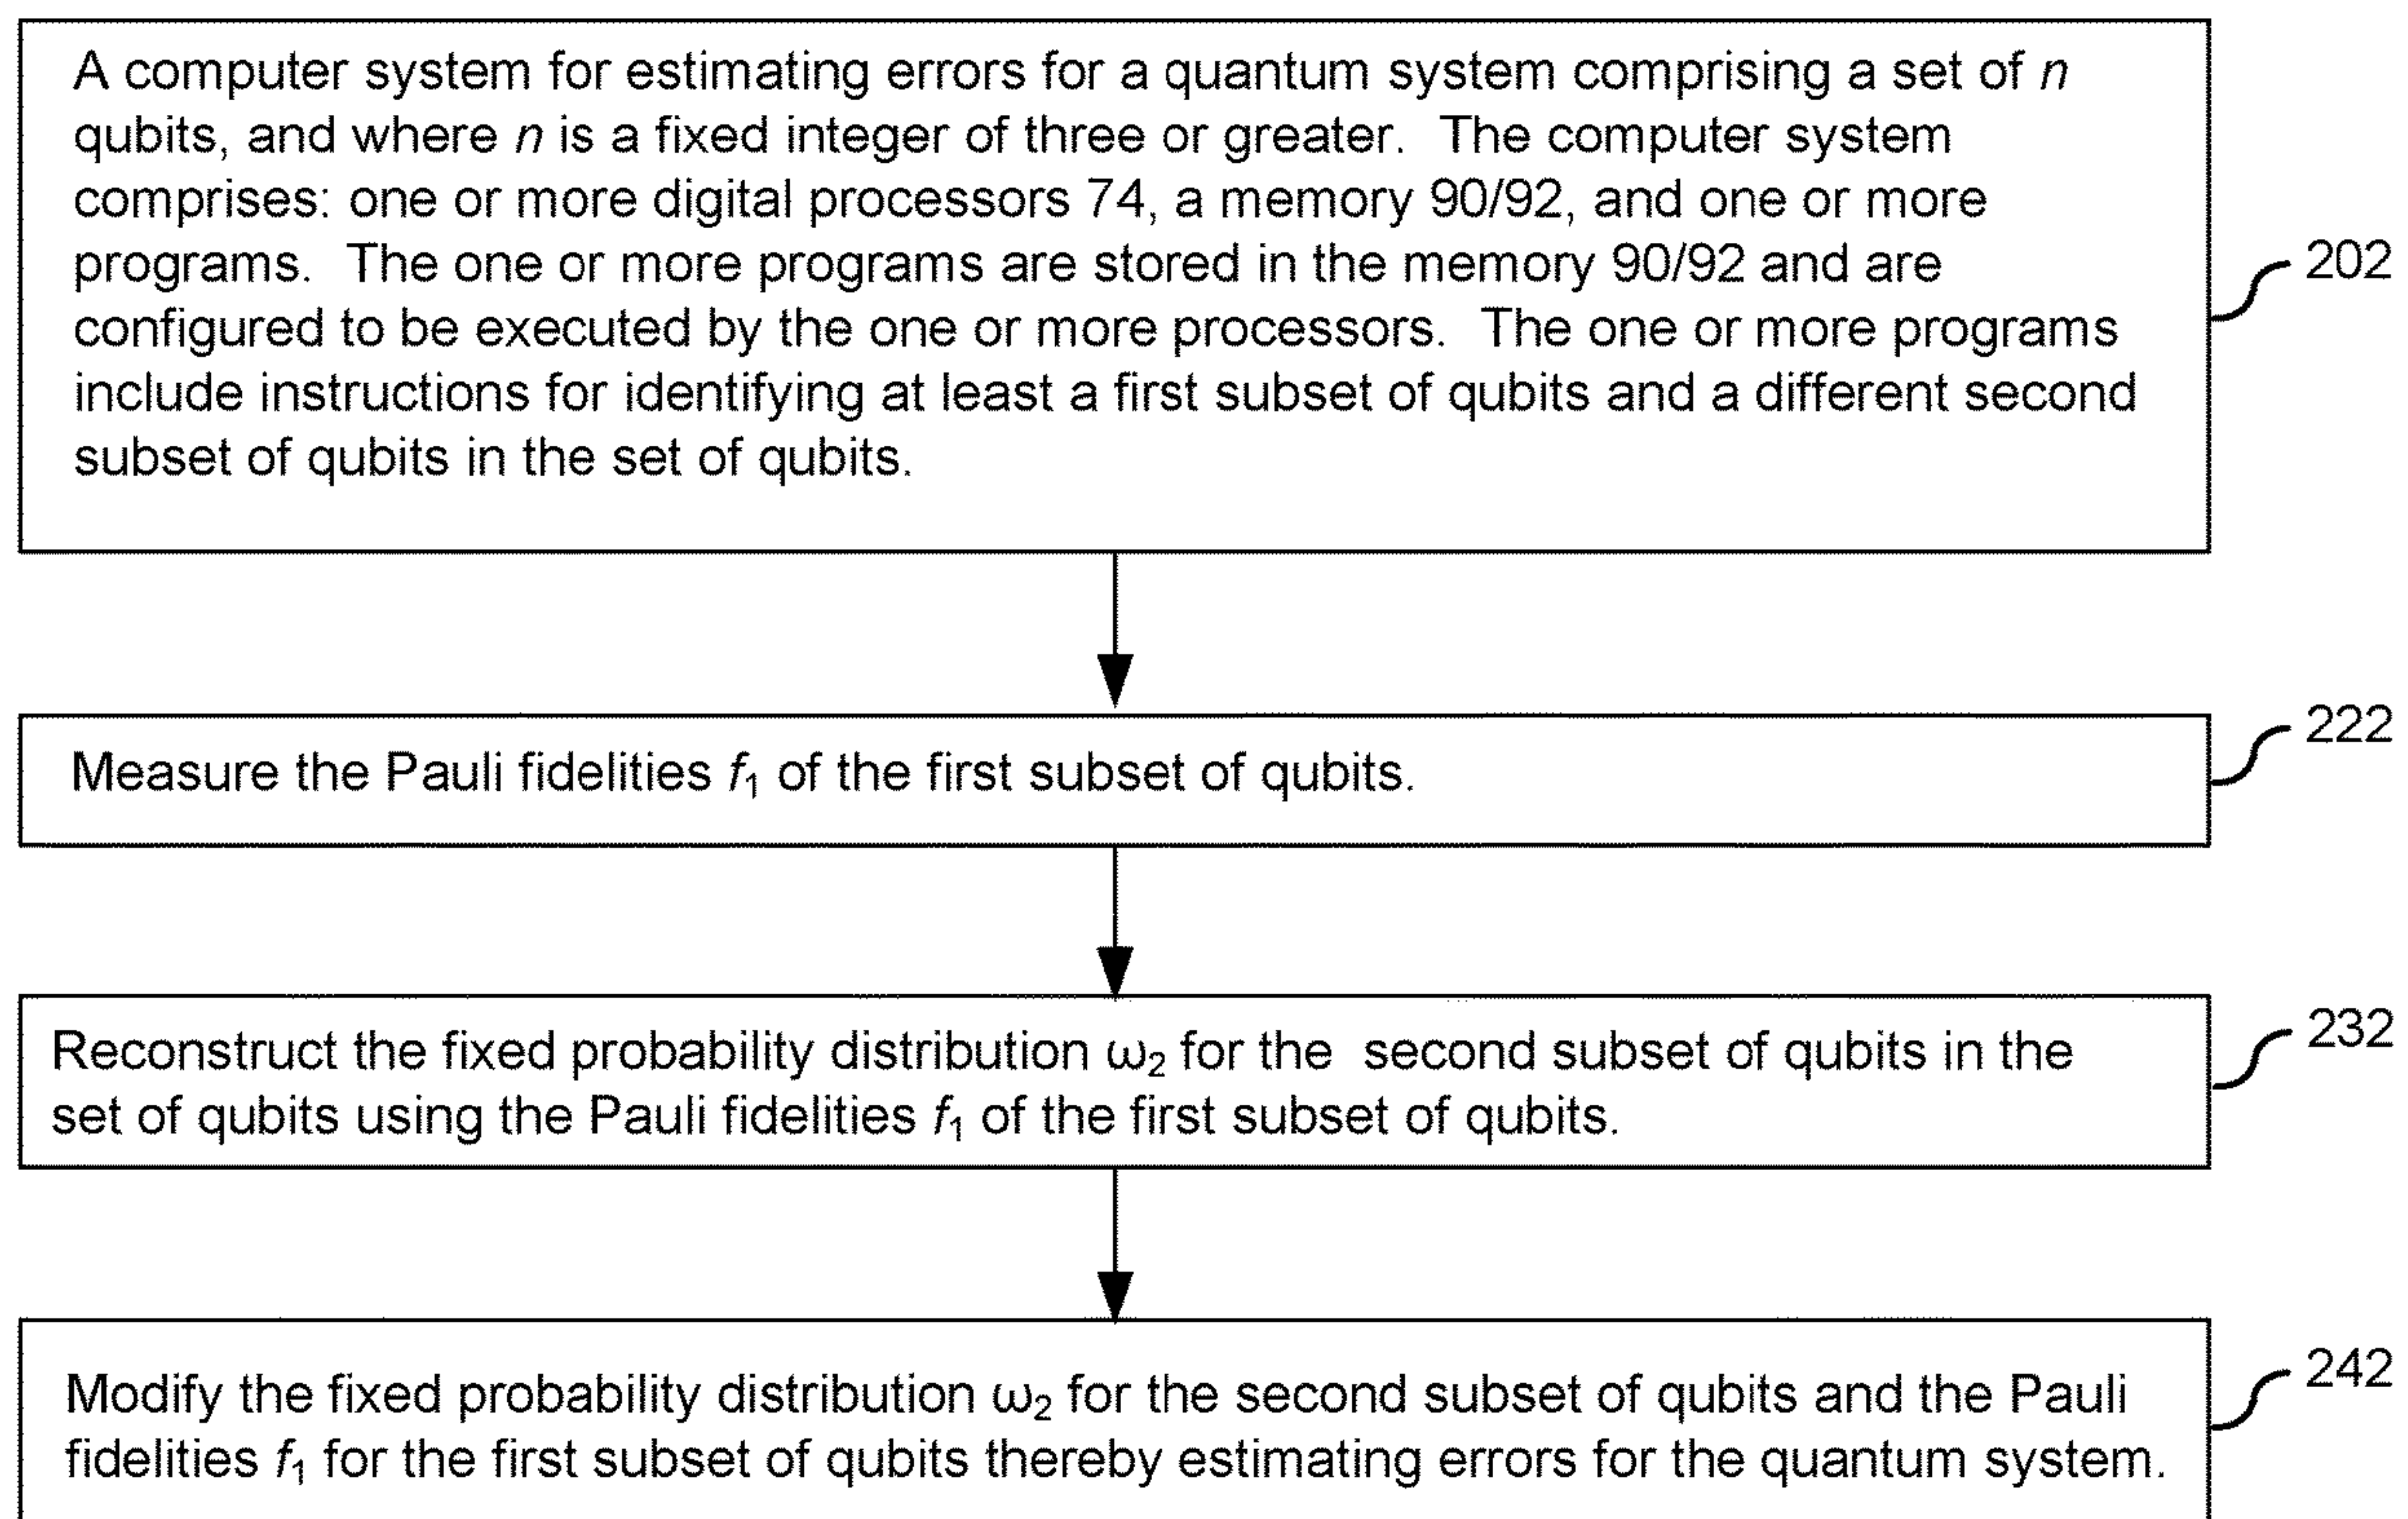 A computer system for estimating errors for a quantum system comprising a set of n
qubits, and where n is a fixed integer of three or greater.  The computer system
comprises: one or more digital processors 74, a memory 90/92, and one or more
programs.  The one or more programs are stored in the memory 90/92 and are
configured to be executed by the one or more processors.  The one or more programs
include instructions for identifying at least a first subset of qubits and a different second
subset of qubits in the set of qubits.
202
Measure the Pauli fidelities f₁ of the first subset of qubits.
222
Reconstruct the fixed probability distribution ω₂ for the  second subset of qubits in the
set of qubits using the Pauli fidelities f₁ of the first subset of qubits.
232
Modify the fixed probability distribution ω₂ for the second subset of qubits and the Pauli
fidelities f₁ for the first subset of qubits thereby estimating errors for the quantum system.
242